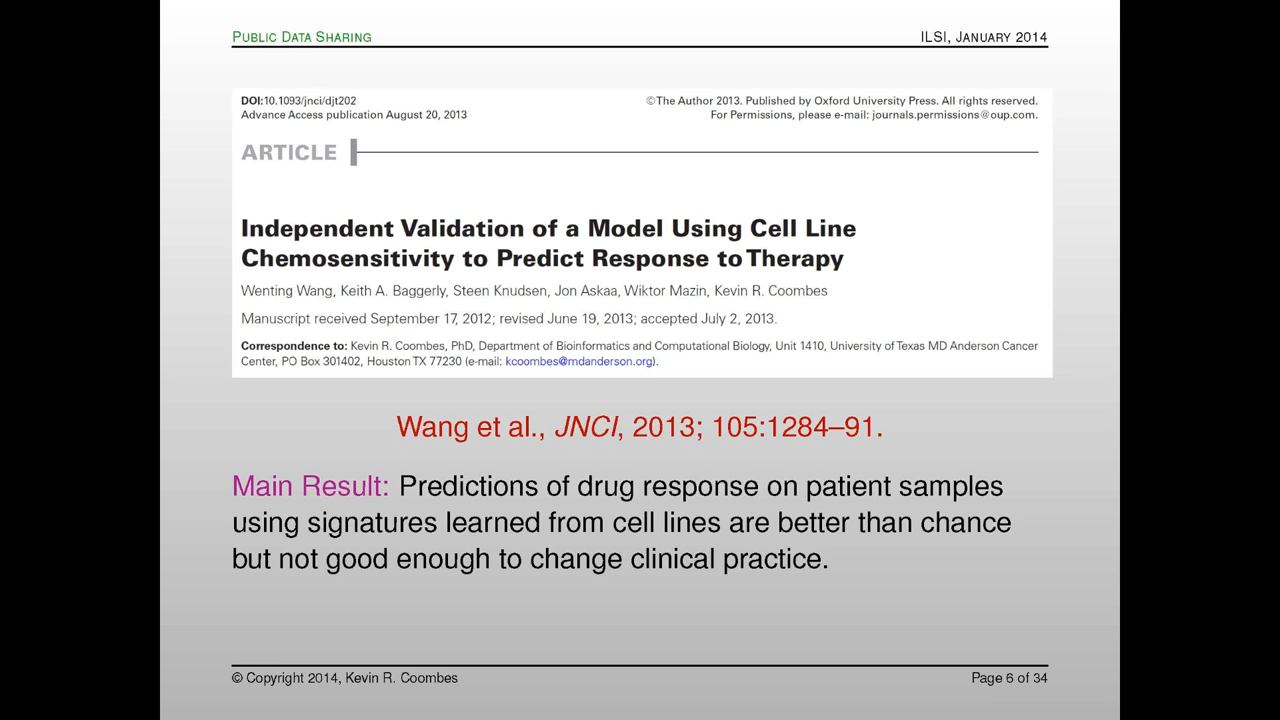 PUBLIC DATA SHARING
ILSI, JANUARY 2014
DOI:10.1093/jnci/djt202
Advance Access publication August 20, 2013
©The Author 2013. Published by Oxford University Press. All rights reserved.
For Permissions, please e-mail: journals.permissions@oup.com.
ARTICLE
Independent Validation of a Model Using Cell Line
Chemosensitivity to Predict Response to Therapy
Wenting Wang, Keith A. Baggerly, Steen Knudsen, Jon Askaa, Wiktor Mazin, Kevin R. Coombes
Manuscript received September 17, 2012; revised June 19, 2013; accepted July 2, 2013.
Correspondence to: Kevin R. Coombes, PhD, Department of Bioinformatics and Computational Biology, Unit 1410, University of Texas MD Anderson Cancer
Center, PO Box 301402, Houston TX 77230 (e-mail: kcoombes@mdanderson.org).
Wang et al., JNCI, 2013; 105:1284–91.
Main Result: Predictions of drug response on patient samples
using signatures learned from cell lines are better than chance
but not good enough to change clinical practice.
© Copyright 2014, Kevin R. Coombes
Page 6 of 34